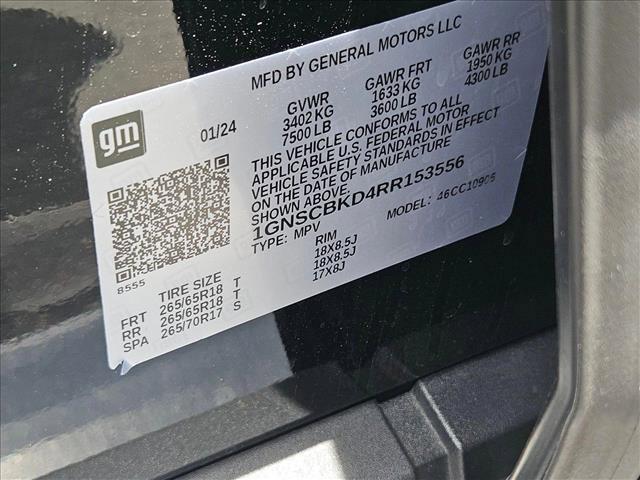 MFD BY GENERAL MOTORS LLC
gm
01/24
GVWR GAWR FRT GAWR RR
3402 KG 1633 KG 1950 KG
7500 LB 3600 LB 4300 LB
THIS VEHICLE CONFORMS TO ALL
APPLICABLE U.S. FEDERAL MOTOR
VEHICLE SAFETY STANDARDS IN EFFECT
ON THE DATE OF MANUFACTURE
SHOWN ABOVE.
1GNSCBKD4RR153556
TYPE: MPV MODEL: 46CC10905
8555
TIRE SIZE RIM
FRT 265/65R18 T 18X8.5J
RR 265/65R18 T 18X8.5J
SPA 265/70R17 S 17X8J